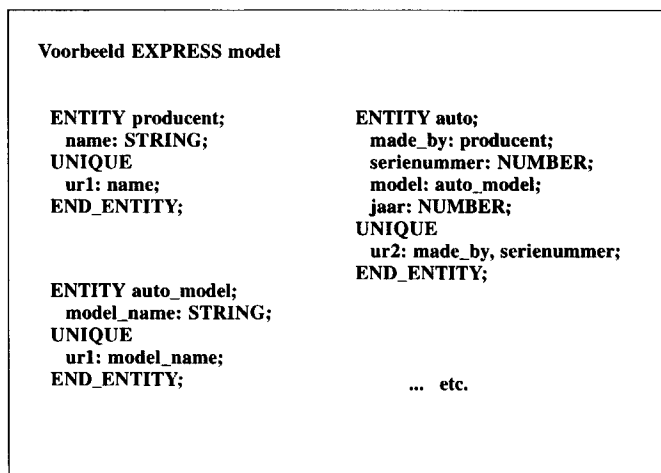 Voorbeeld EXPRESS model
ENTITY producent;
name: STRING;
UNIQUE
ur1: name;
END_ENTITY;
ENTITY auto_model;
model_name: STRING;
UNIQUE
ur1: model_name;
END_ENTITY;
ENTITY auto;
made_by: producent;
serienummer: NUMBER;
model: auto_model;
jaar: NUMBER;
UNIQUE
ur2: made_by, serienummer;
END_ENTITY;
... etc.